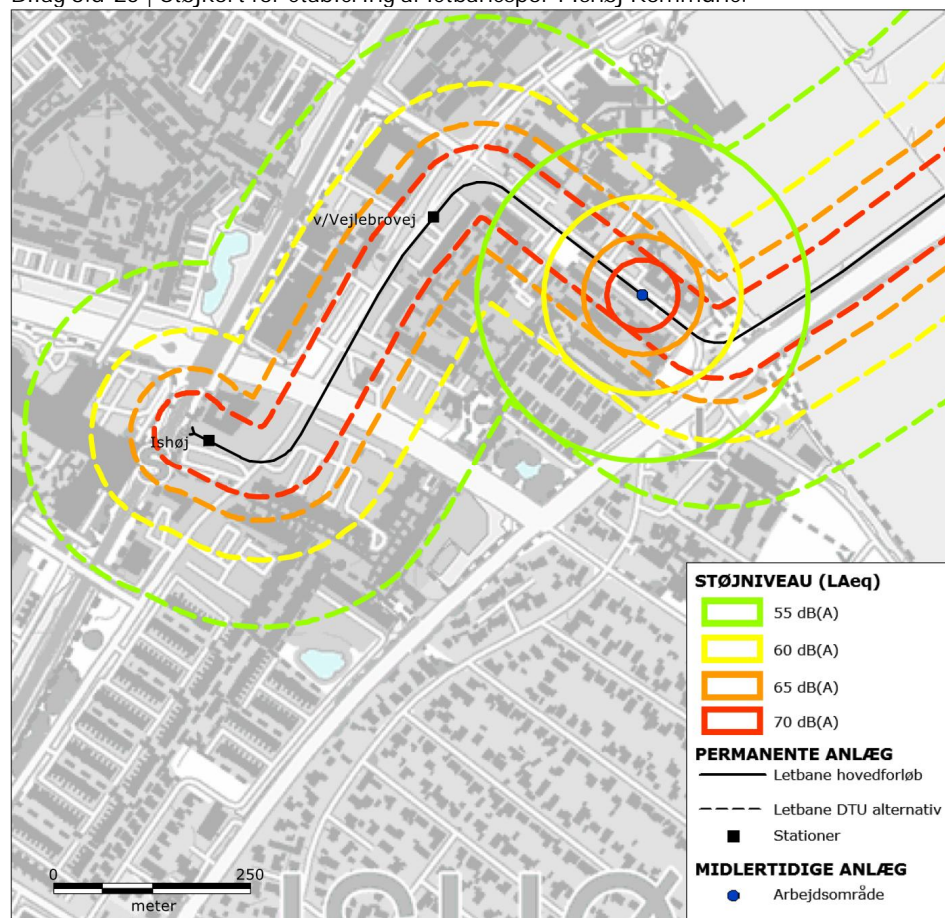 v/Vejlebrovej
Ishøj
STØJNIVEAU (LAeq)
55 dB(A)
60 dB(A)
65 dB(A)
70 dB(A)
PERMANENTE ANLÆG
Letbane hovedforløb
Letbane DTU alternativ
Stationer
MIDLERTIDIGE ANLÆG
Arbejdsområde
0 250
meter